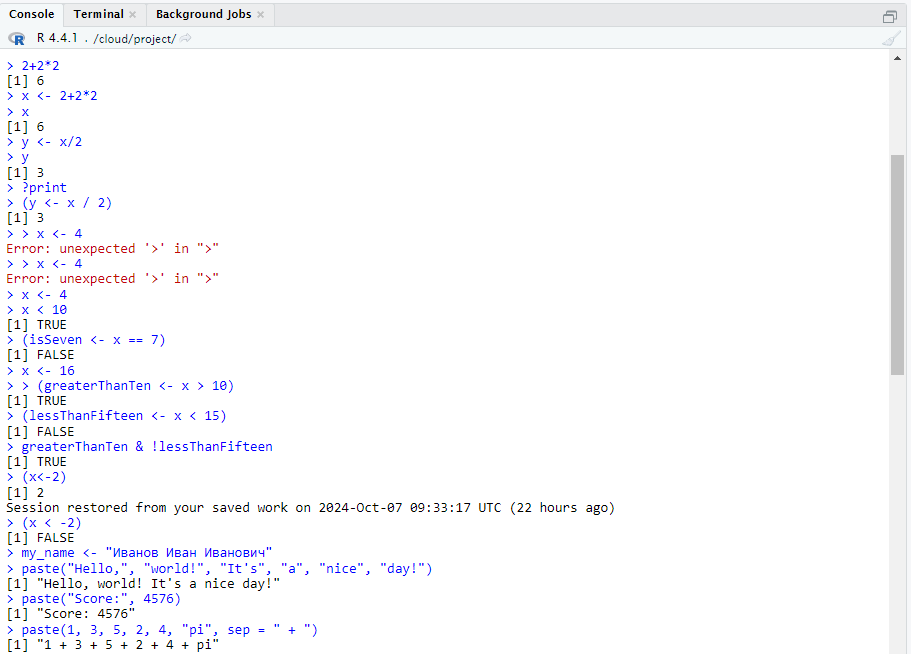 Console Terminal Background Jobs
R 4.4.1 . /cloud/project/
> 2+2*2
[1] 6
> x <- 2+2*2
> x
[1] 6
> y <- x/2
> y
[1] 3
> ?print
> (y <- x / 2)
[1] 3
> > x <- 4
Error: unexpected '>' in ">"
> > x <- 4
Error: unexpected '>' in ">"
> x <- 4
> x < 10
[1] TRUE
> (isSeven <- x == 7)
[1] FALSE
> x <- 16
> > (greaterThanTen <- x > 10)
[1] TRUE
> (lessThanFifteen <- x < 15)
[1] FALSE
> greaterThanTen & !lessThanFifteen
[1] TRUE
> (x<-2)
[1] 2
Session restored from your saved work on 2024-Oct-07 09:33:17 UTC (22 hours ago)
> (x < -2)
[1] FALSE
> my_name <- "Иванов Иван Иванович"
> paste("Hello,", "world!", "It's", "a", "nice", "day!")
[1] "Hello, world! It's a nice day!"
> paste("Score:", 4576)
[1] "Score: 4576"
> paste(1, 3, 5, 2, 4, "pi", sep = " + ")
[1] "1 + 3 + 5 + 2 + 4 + pi"